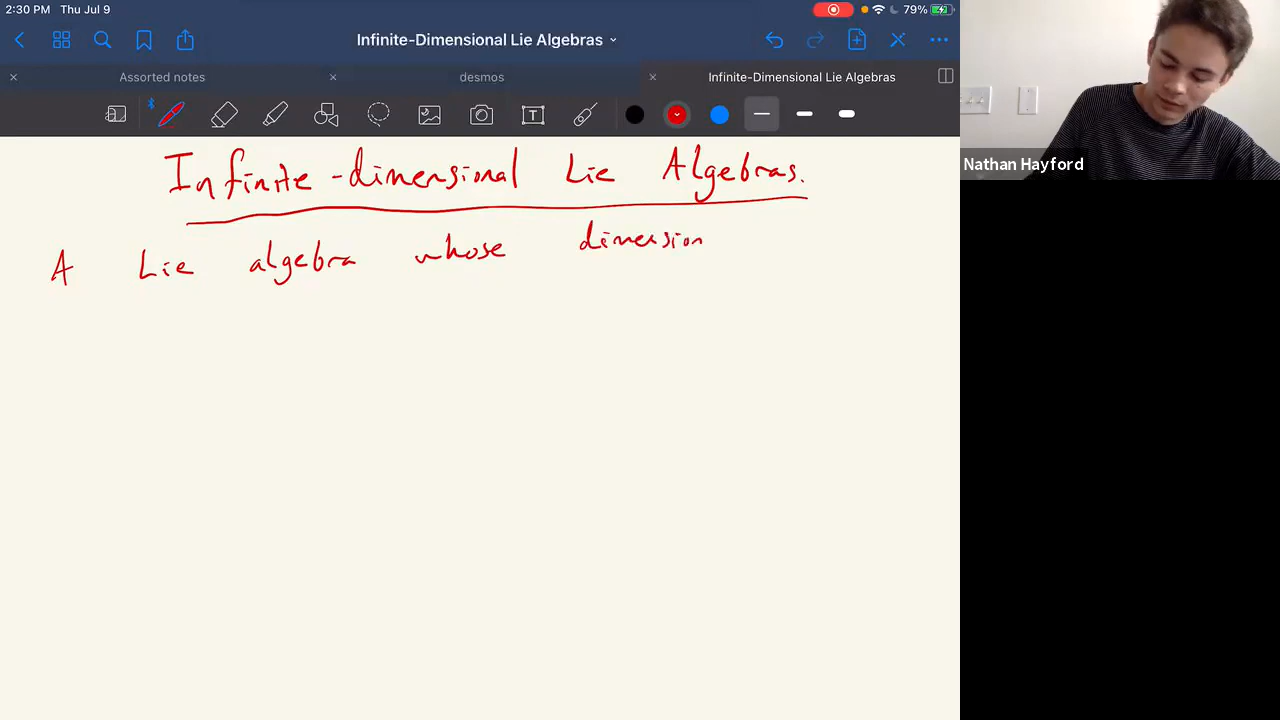 2:30 PM Thu Jul 9
79%
Infinite-Dimensional Lie Algebras
Assorted notes
desmos
Infinite-Dimensional Lie Algebras
T
Nathan Hayford
Infinite-dimensional Lie Algebras.
A Lie algebra whose dimension